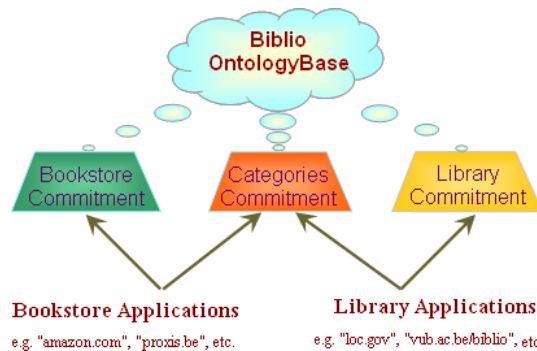 Biblio
OntologyBase
Bookstore
Commitment
Categories
Commitment
Library
Commitment
Bookstore Applications
Library Applications
e.g. "amazon.com", "proxis.be", etc.
e.g. "loc.gov", "vub.ac.be/biblio", etc